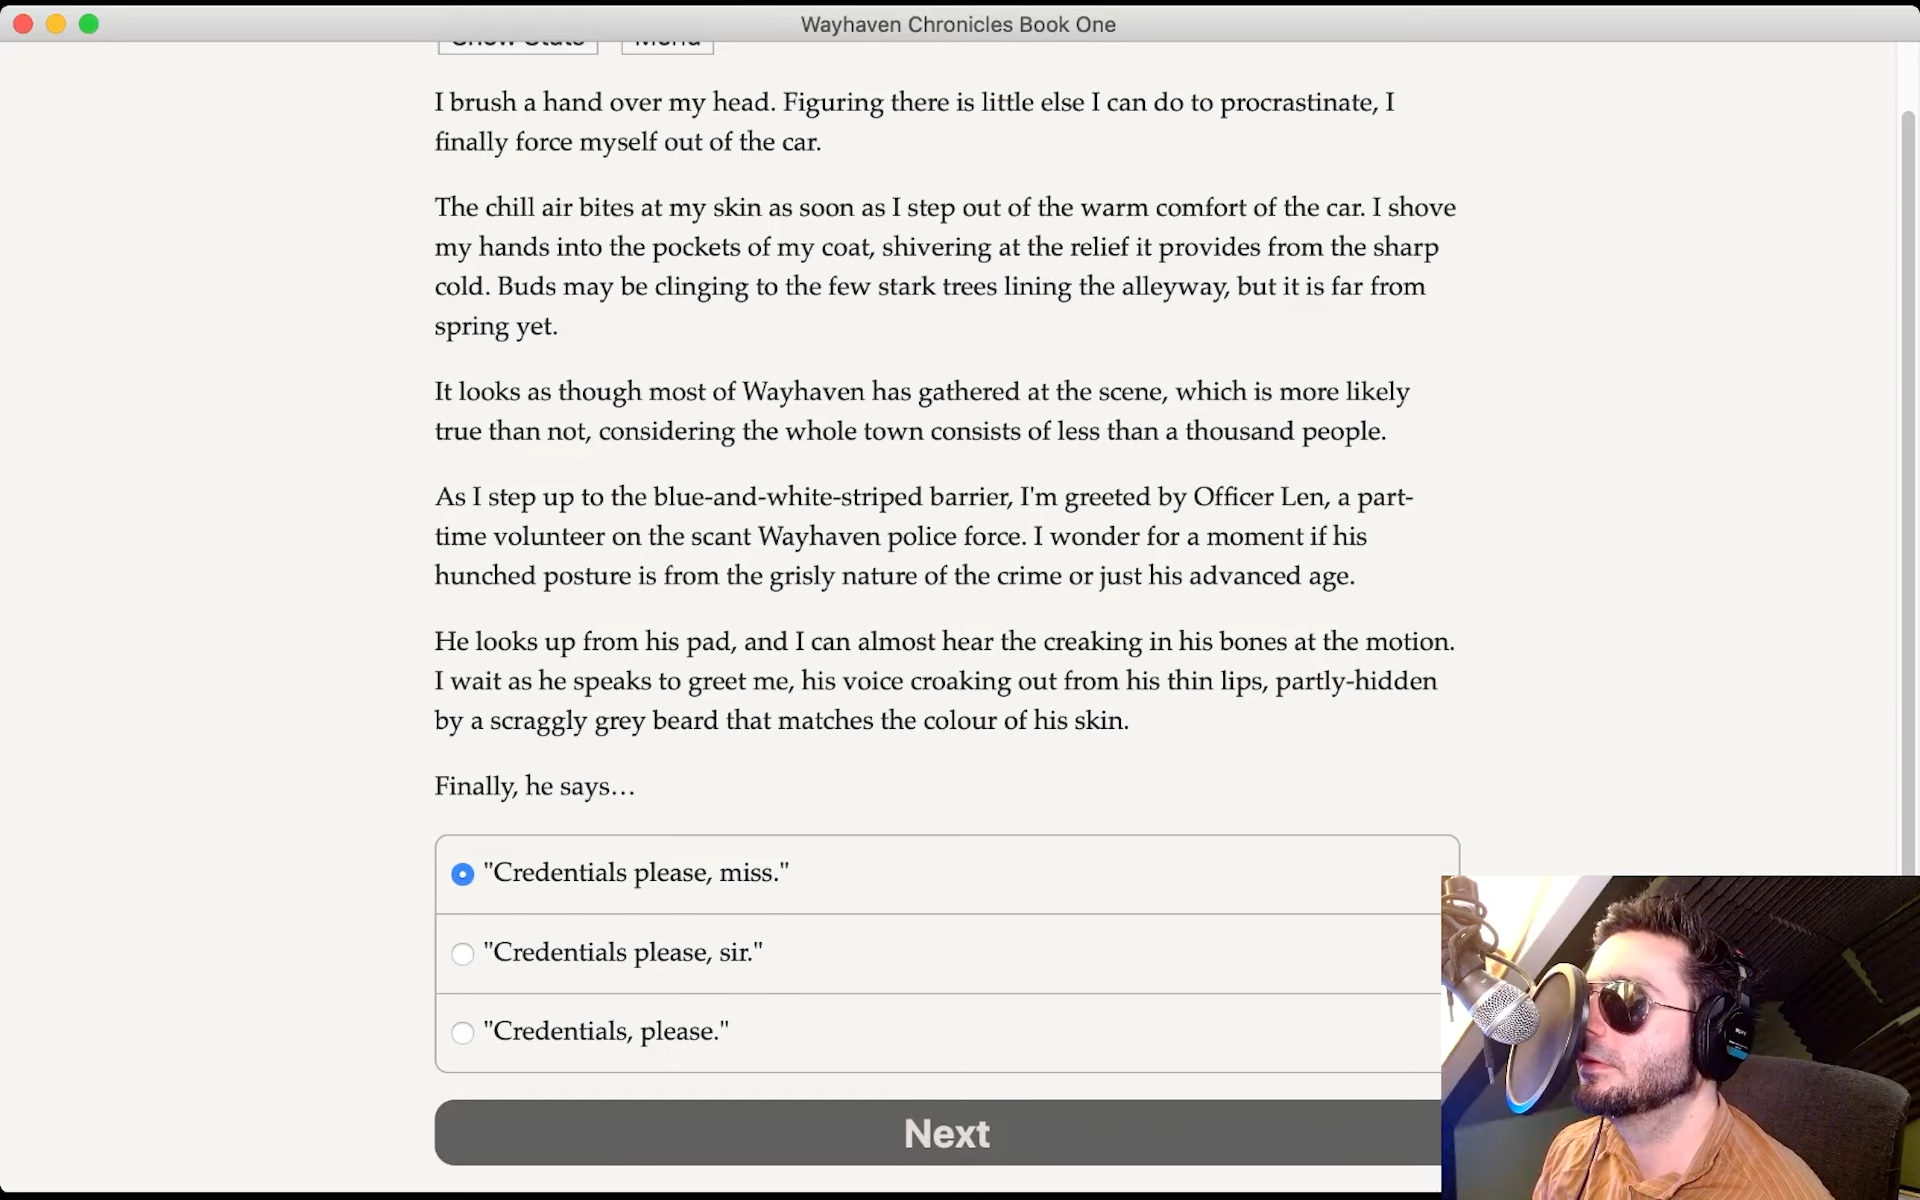 Wayhaven Chronicles Book One
Show Stats Menu
I brush a hand over my head. Figuring there is little else I can do to procrastinate, I
finally force myself out of the car.
The chill air bites at my skin as soon as I step out of the warm comfort of the car. I shove
my hands into the pockets of my coat, shivering at the relief it provides from the sharp
cold. Buds may be clinging to the few stark trees lining the alleyway, but it is far from
spring yet.
It looks as though most of Wayhaven has gathered at the scene, which is more likely
true than not, considering the whole town consists of less than a thousand people.
As I step up to the blue-and-white-striped barrier, I'm greeted by Officer Len, a part-
time volunteer on the scant Wayhaven police force. I wonder for a moment if his
hunched posture is from the grisly nature of the crime or just his advanced age.
He looks up from his pad, and I can almost hear the creaking in his bones at the motion.
I wait as he speaks to greet me, his voice croaking out from his thin lips, partly-hidden
by a scraggly grey beard that matches the colour of his skin.
Finally, he says…
"Credentials please, miss."
"Credentials please, sir."
"Credentials, please."
Next
SONY